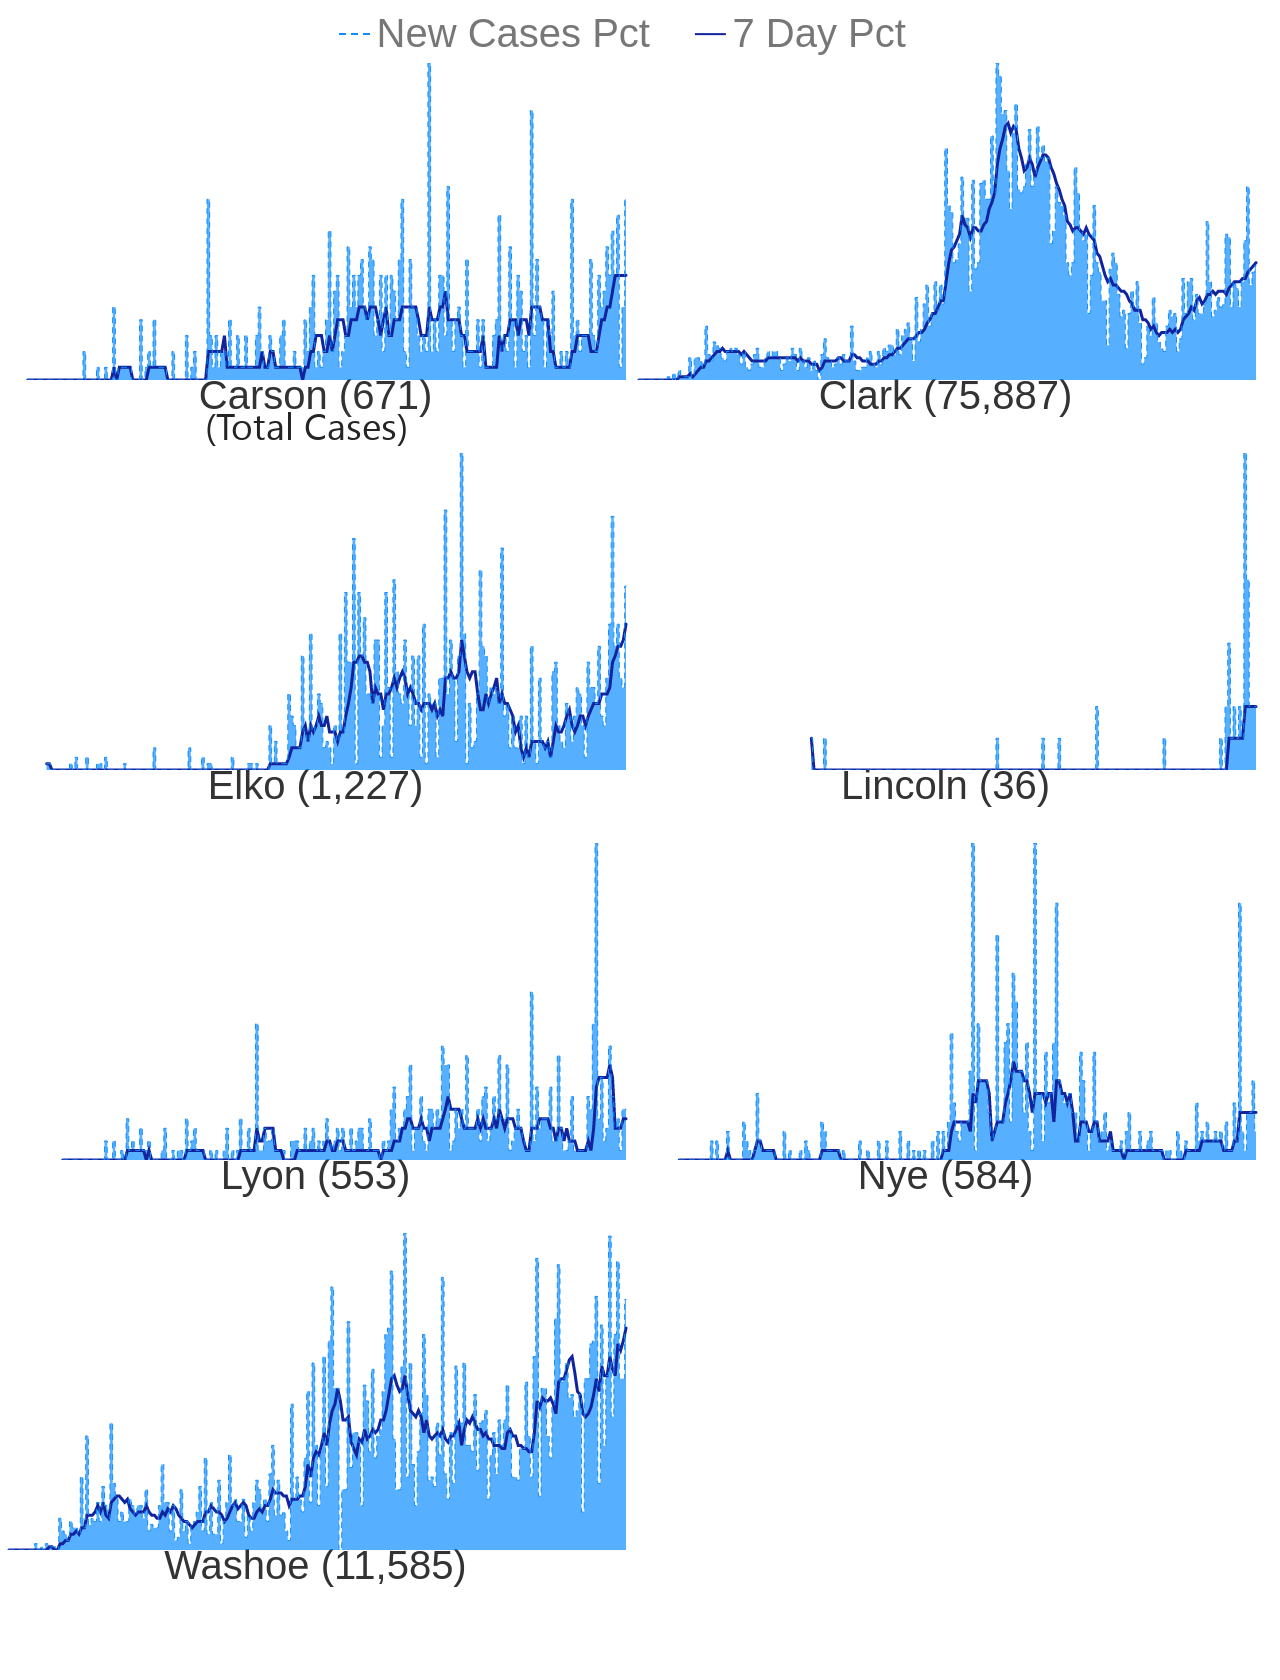 New Cases Pct 7 Day Pct
Carson (671) Clark (75,887)
(Total Cases)
Elko (1,227) Lincoln (36)
Lyon (553) Nye (584)
Washoe (11,585)